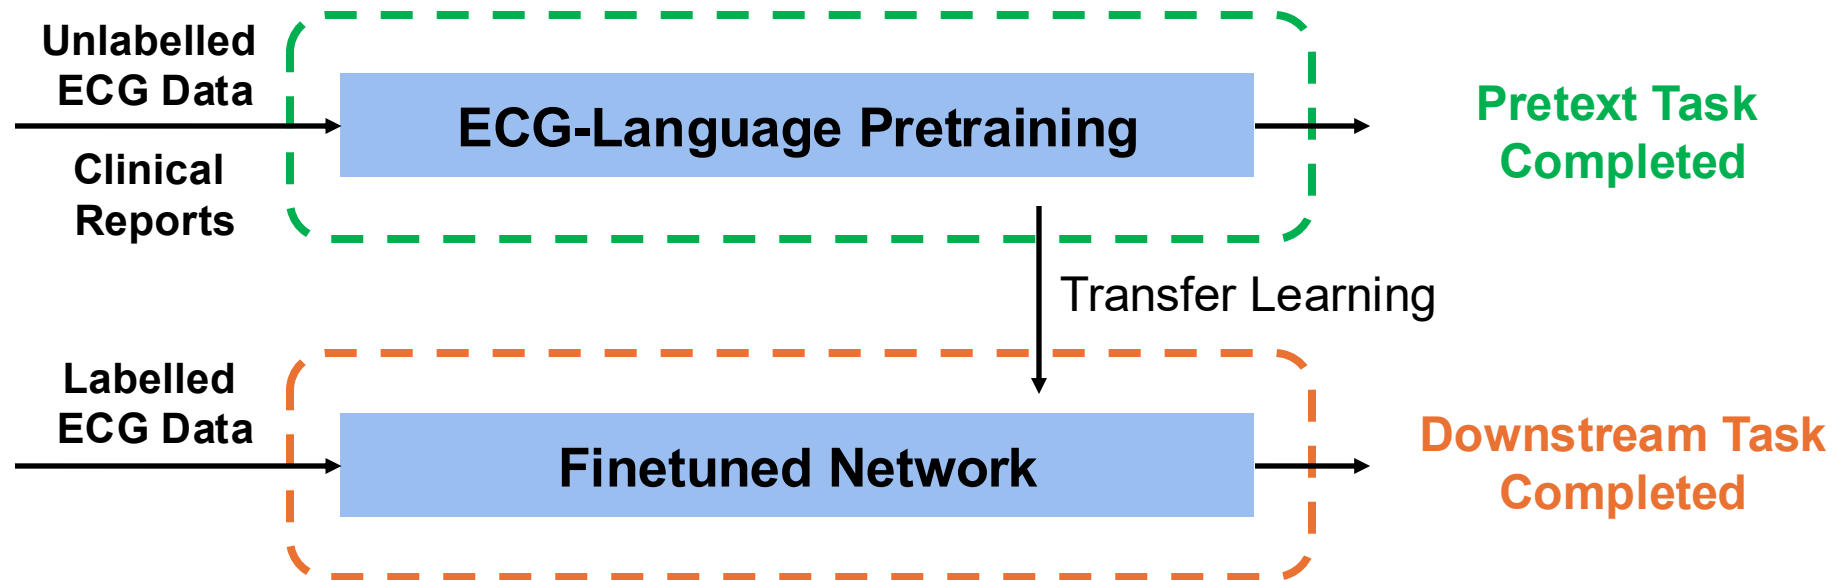 Unlabelled
ECG Data
Clinical
Reports
ECG-Language Pretraining
Pretext Task
Completed
Transfer Learning
Labelled
ECG Data
Finetuned Network
Downstream Task
Completed